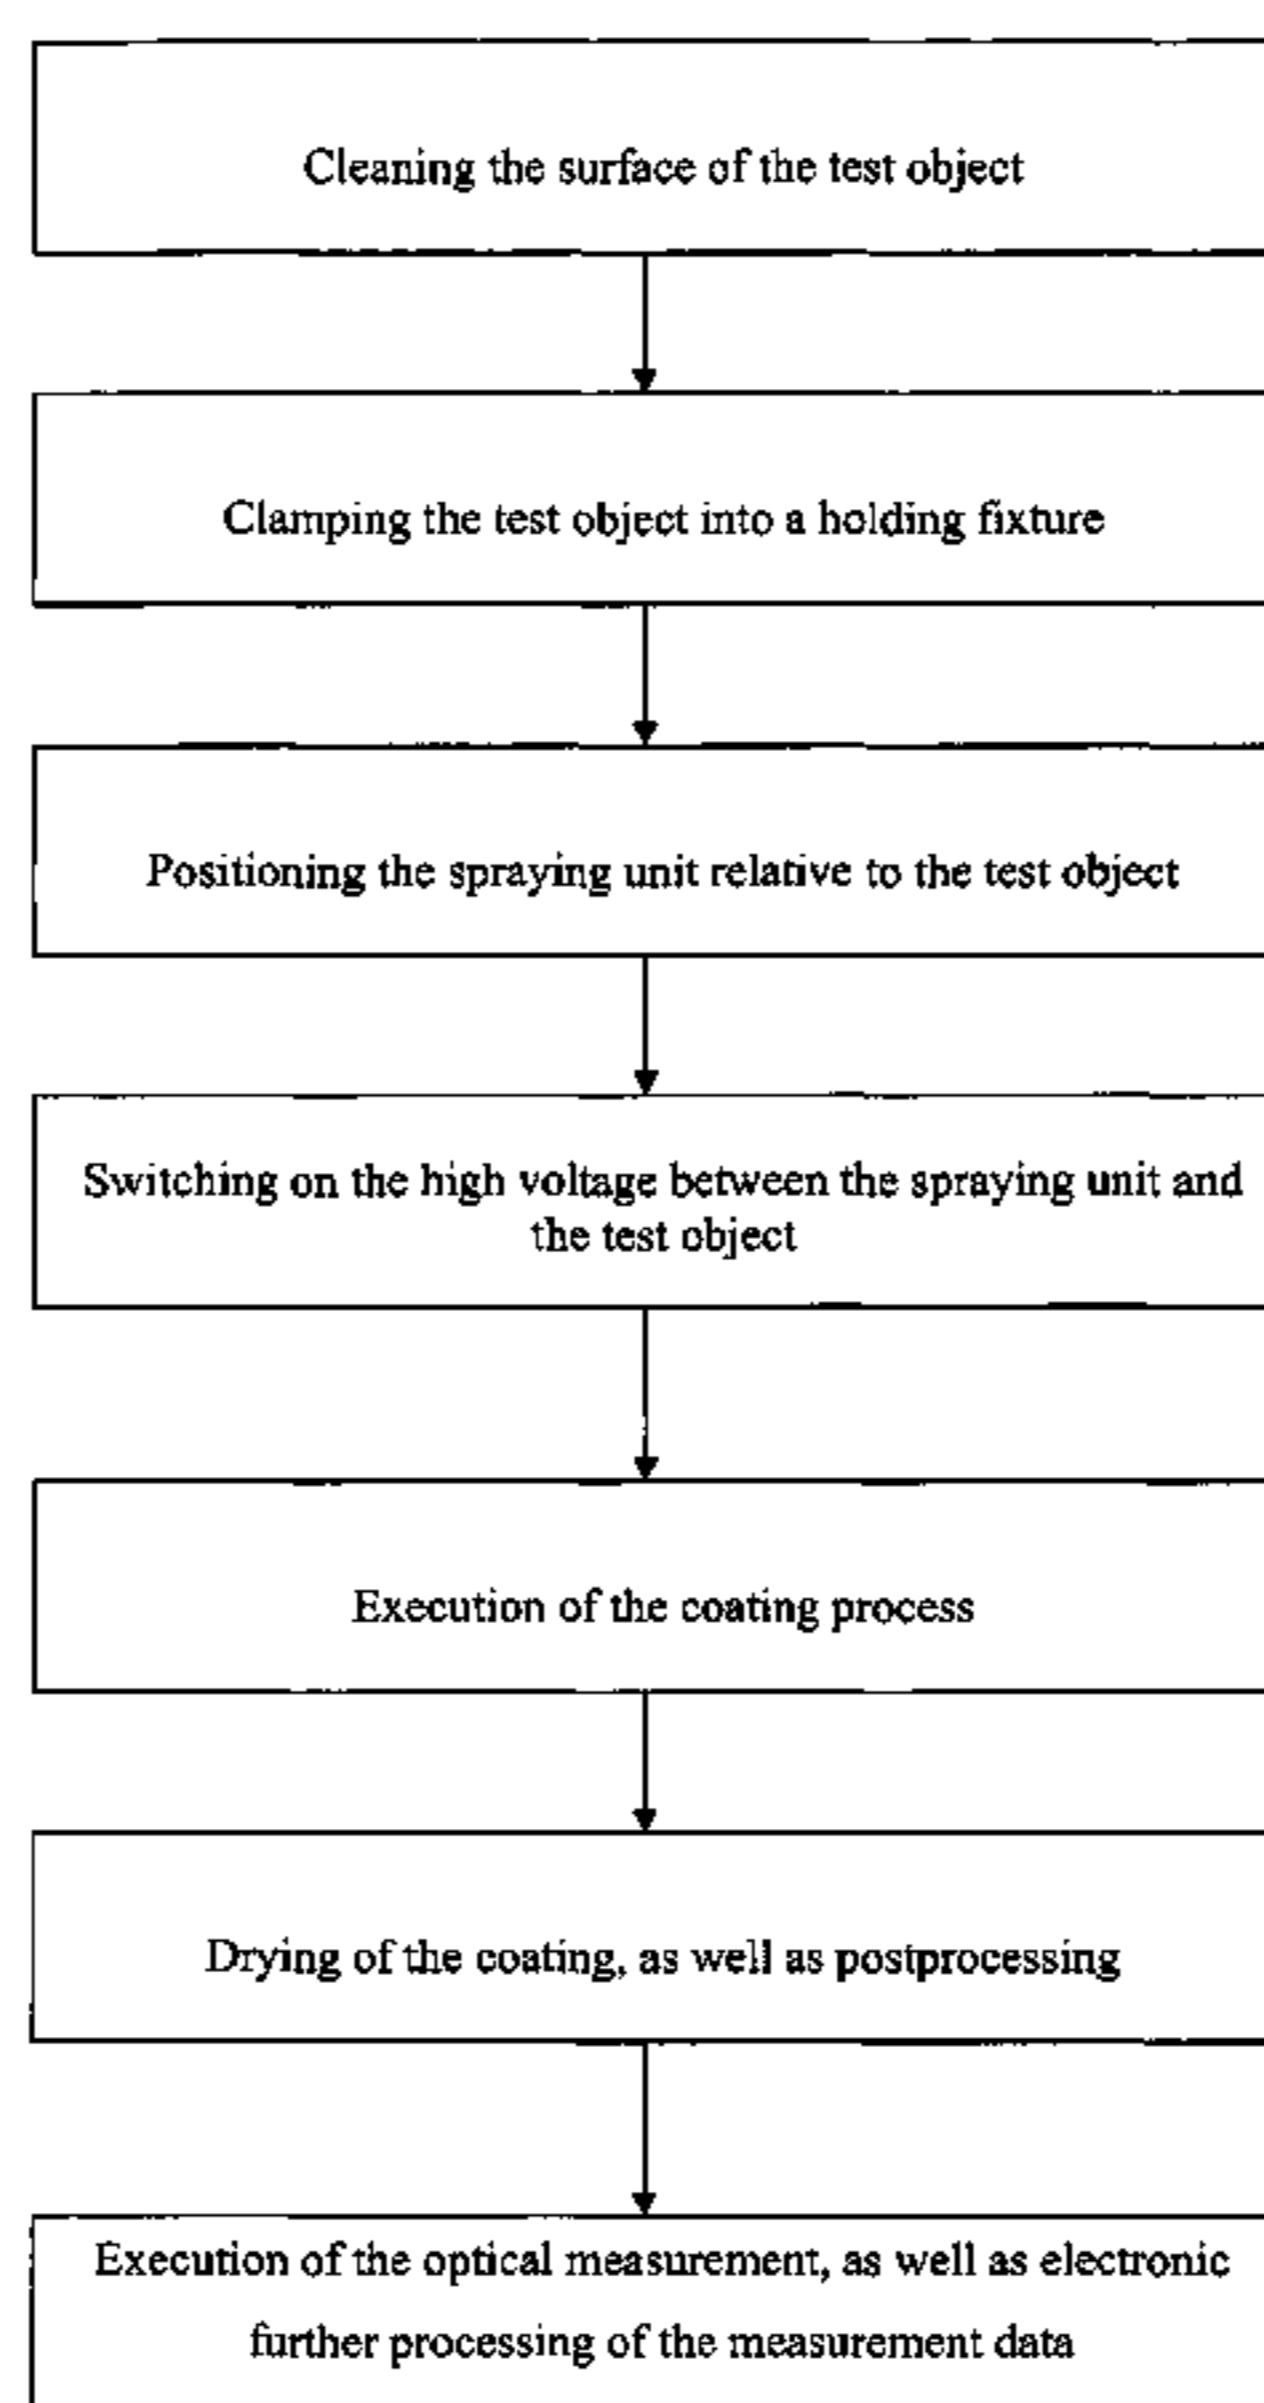 Cleaning the surface of the test object
Clamping the test object into a holding fixture
Positioning the spraying unit relative to the test object
Switching on the high voltage between the spraying unit and
the test object
Execution of the coating process
Drying of the coating, as well as postprocessing
Execution of the optical measurement, as well as electronic
further processing of the measurement data